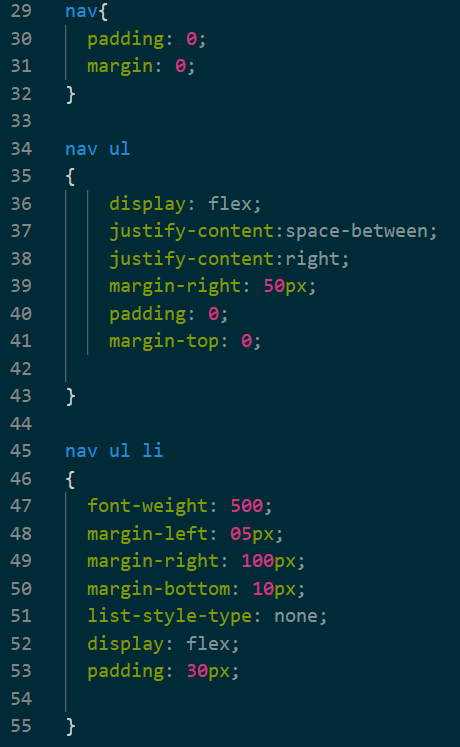 29 nav{
30 padding: 0;
31 margin: 0;
32 }
33
34 nav ul
35 {
36 display: flex;
37 justify-content:space-between;
38 justify-content:right;
39 margin-right: 50px;
40 padding: 0;
41 margin-top: 0;
42
43 }
44
45 nav ul li
46 {
47 font-weight: 500;
48 margin-left: 05px;
49 margin-right: 100px;
50 margin-bottom: 10px;
51 list-style-type: none;
52 display: flex;
53 padding: 30px;
54
55 }